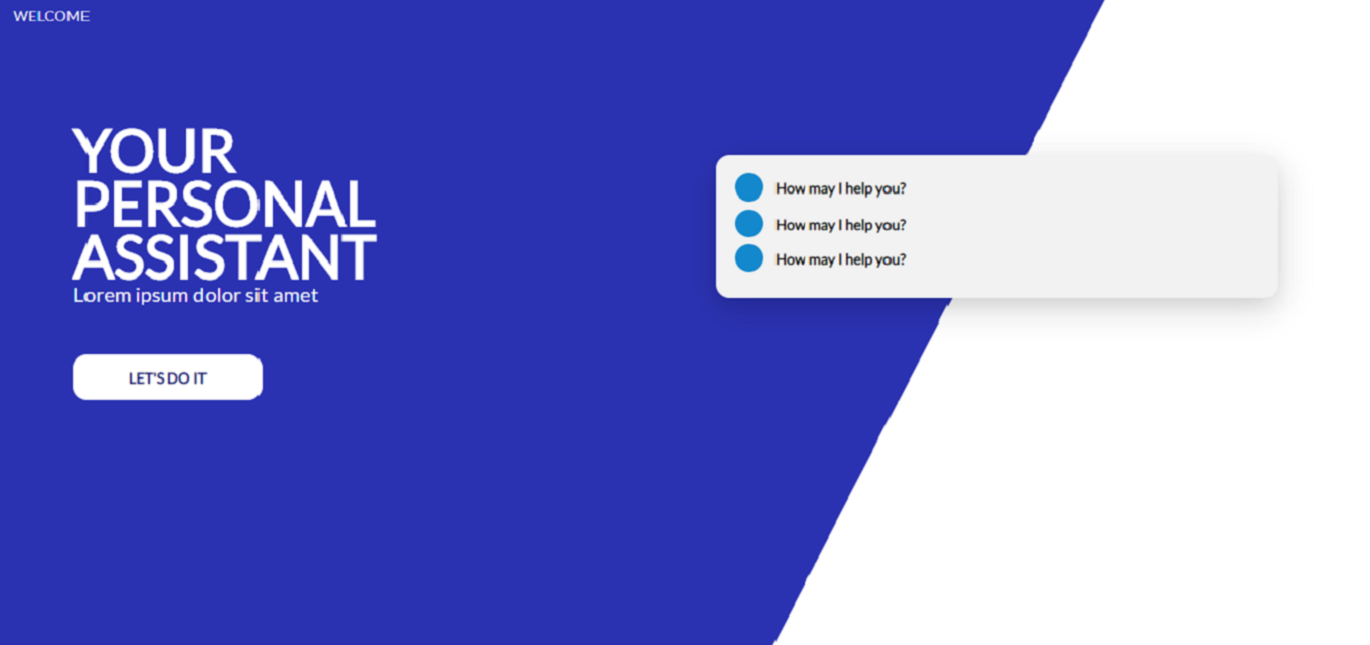 WELCOME
YOUR
PERSONAL
ASSISTANT
Lorem ipsum dolor sit amet
LET'S DO IT
How may I help you?
How may I help you?
How may I help you?